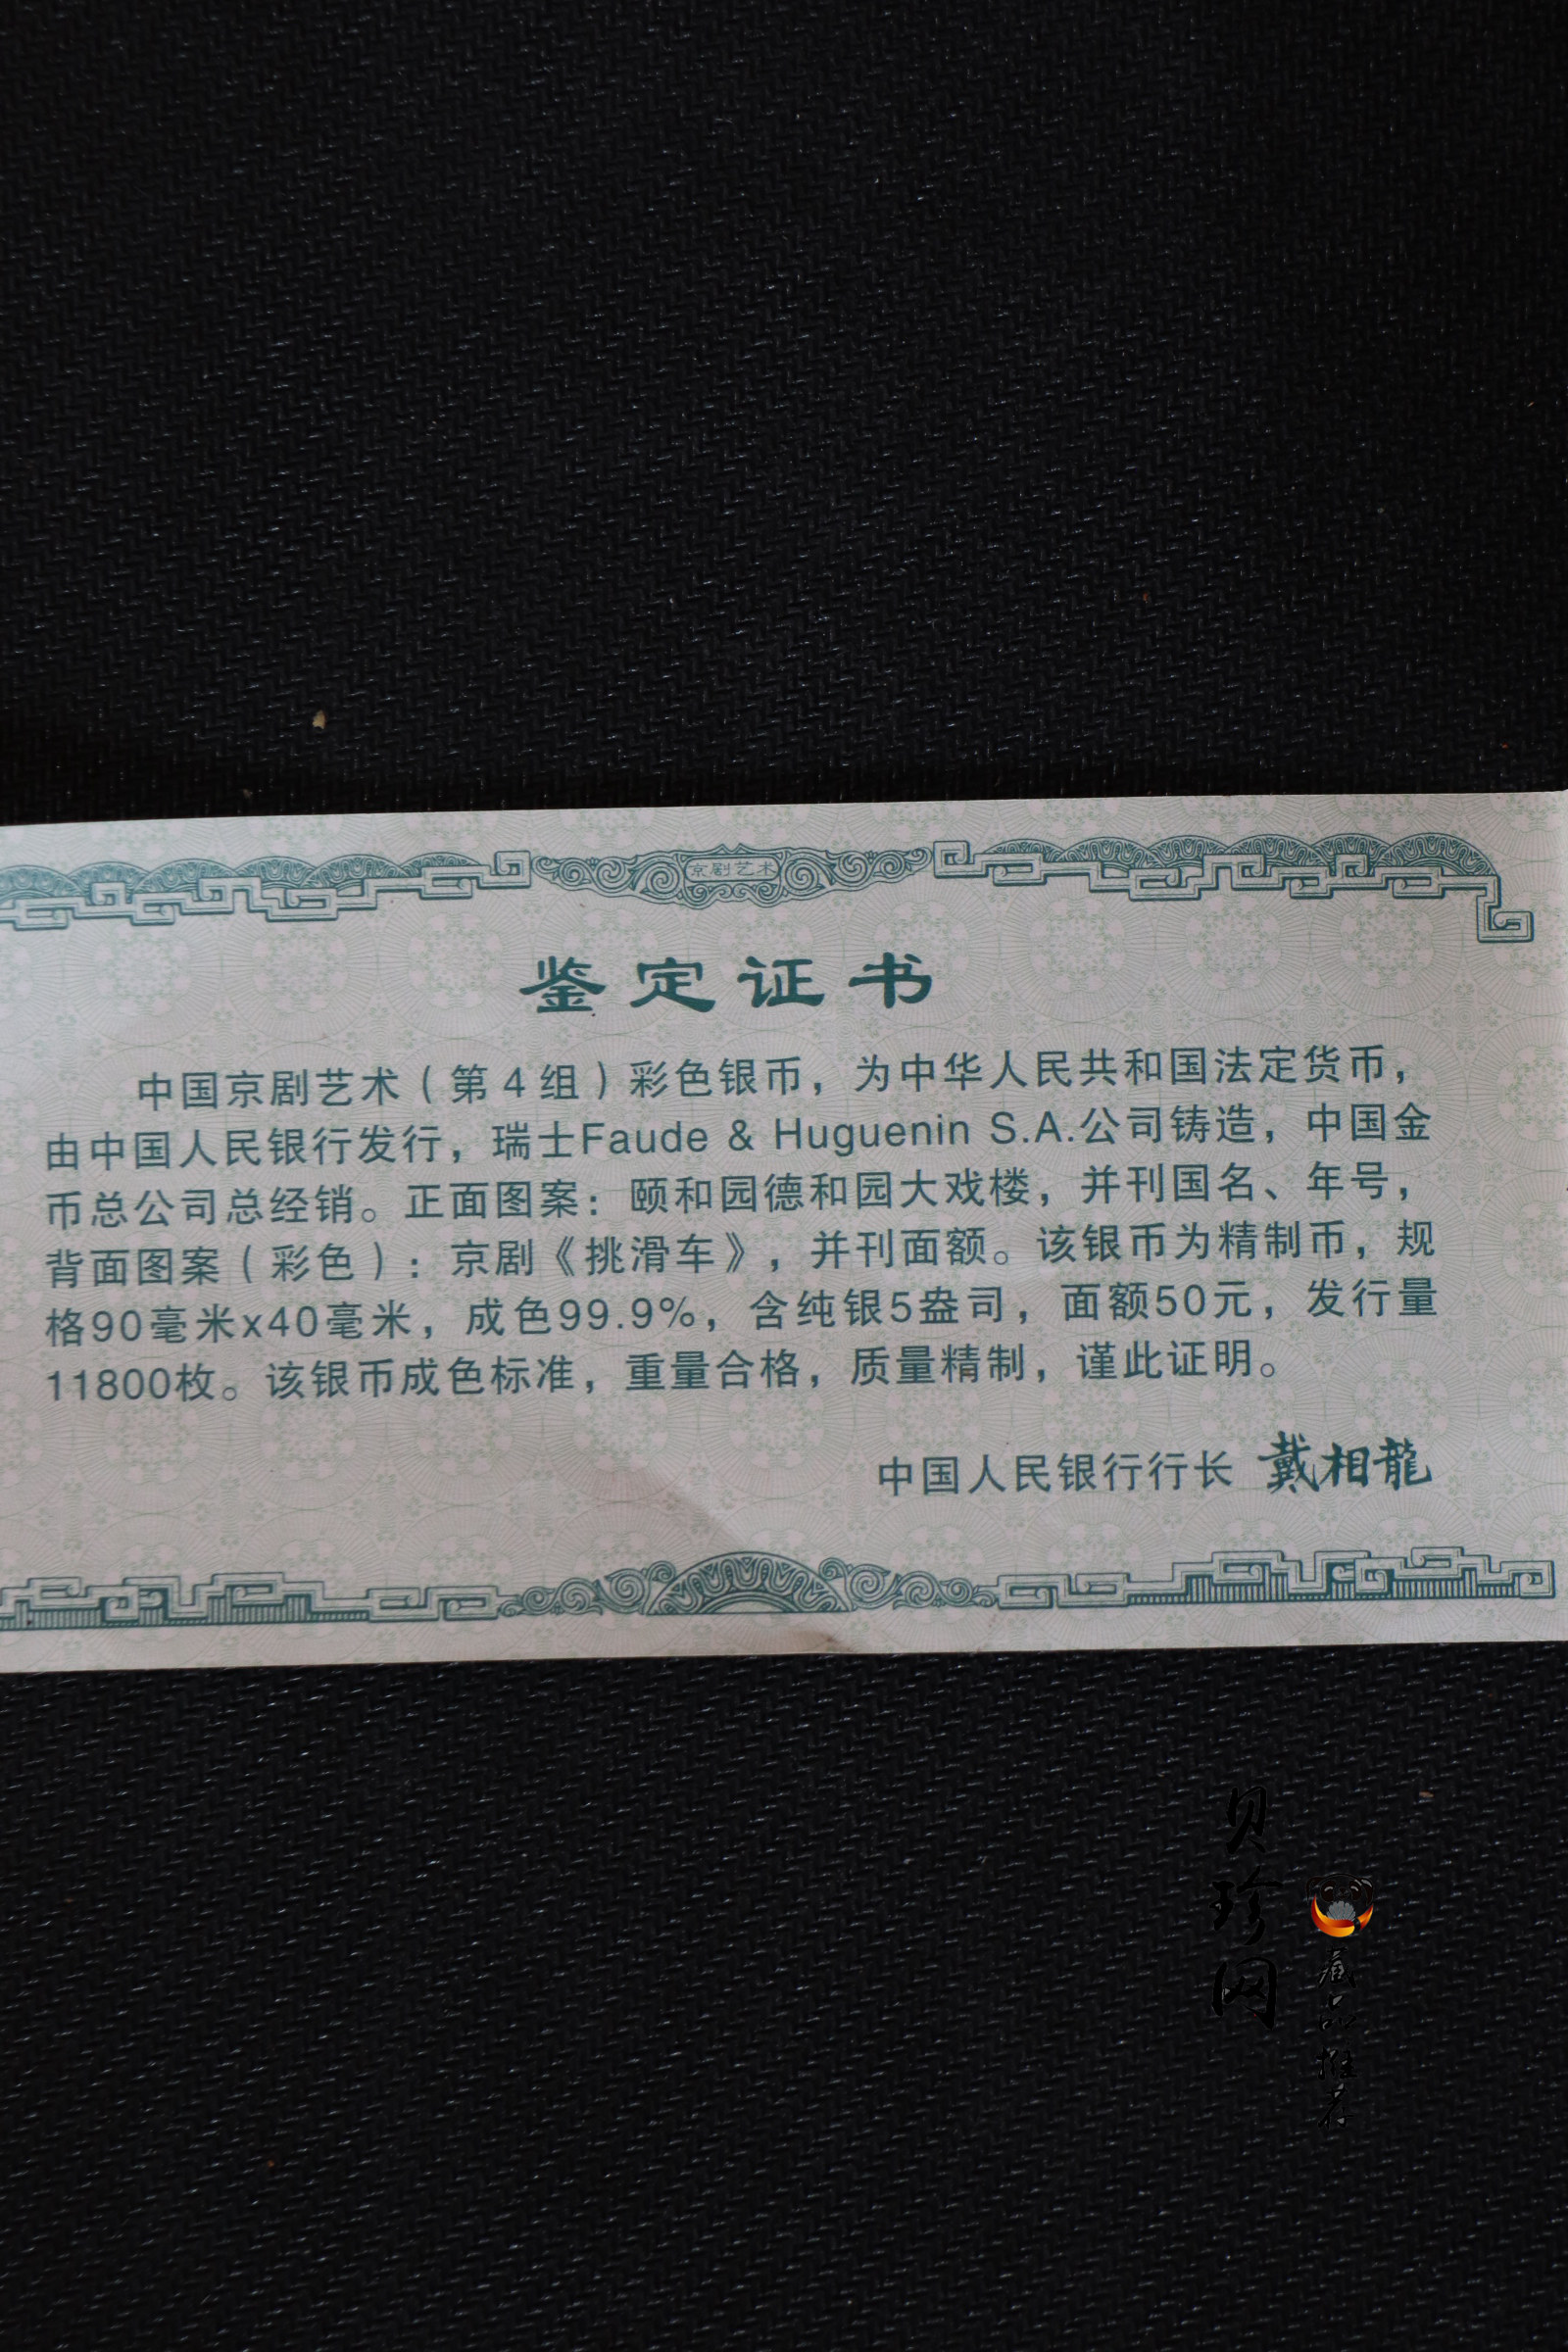 京剧艺术
鉴定证书
中国京剧艺术（第4组）彩色银币，为中华人民共和国法定货币，
由中国人民银行发行，瑞士Faude & Huguenin S.A.公司铸造，中国金
币总公司总经销。正面图案：颐和园德和园大戏楼，并刊国名、年号，
背面图案（彩色）：京剧《挑滑车》，并刊面额。该银币为精制币，规
格90毫米x40毫米，成色99.9%，含纯银5盎司，面额50元，发行量
11800枚。该银币成色标准，重量合格，质量精制，谨此证明。
中国人民银行行长 戴相龍
贝珍网
藏品推荐